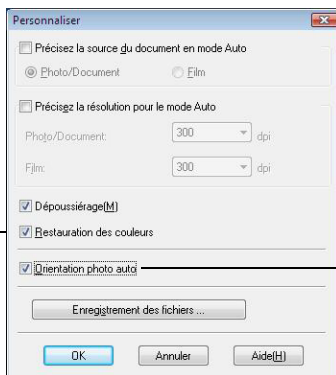 Personnaliser
Précisez la source du document en mode Auto
Photo/Document Film
Précisez la résolution pour le mode Auto
Photo/Document: 300 dpi
Film: 300 dpi
Dépoussiérage(M)
Restauration des couleurs
Orientation photo auto
Enregistrement des fichiers ...
OK Annuler Aide(H)